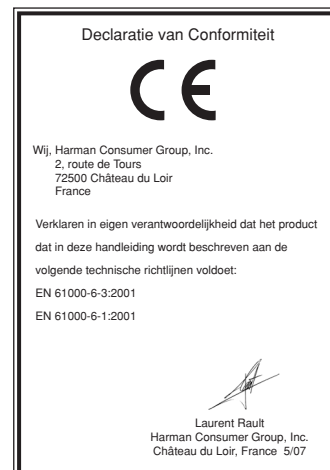 Declaratie van Conformiteit
CE
Wij, Harman Consumer Group, Inc.
2, route de Tours
72500 Château du Loir
France
Verklaren in eigen verantwoordelijkheid dat het product
dat in deze handleiding wordt beschreven aan de
volgende technische richtlijnen voldoet:
EN 61000-6-3:2001
EN 61000-6-1:2001
Laurent Rault
Harman Consumer Group, Inc.
Château du Loir, France 5/07